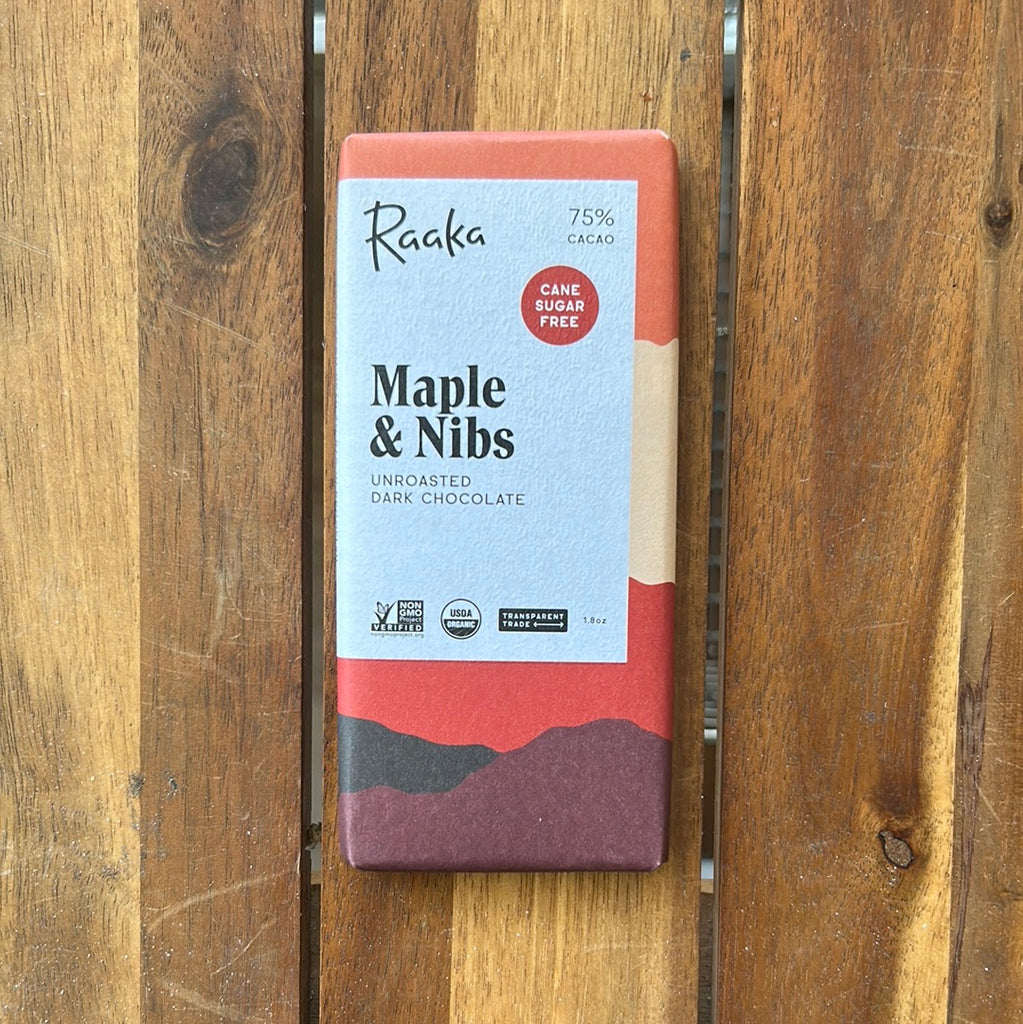 Raaka
75%
CACAO
CANE
SUGAR
FREE
Maple
& Nibs
UNROASTED
DARK CHOCOLATE
NON
GMO
Project
VERIFIED
nongmoproject.org
USDA
ORGANIC
TRANSPARENT
TRADE
1.8oz